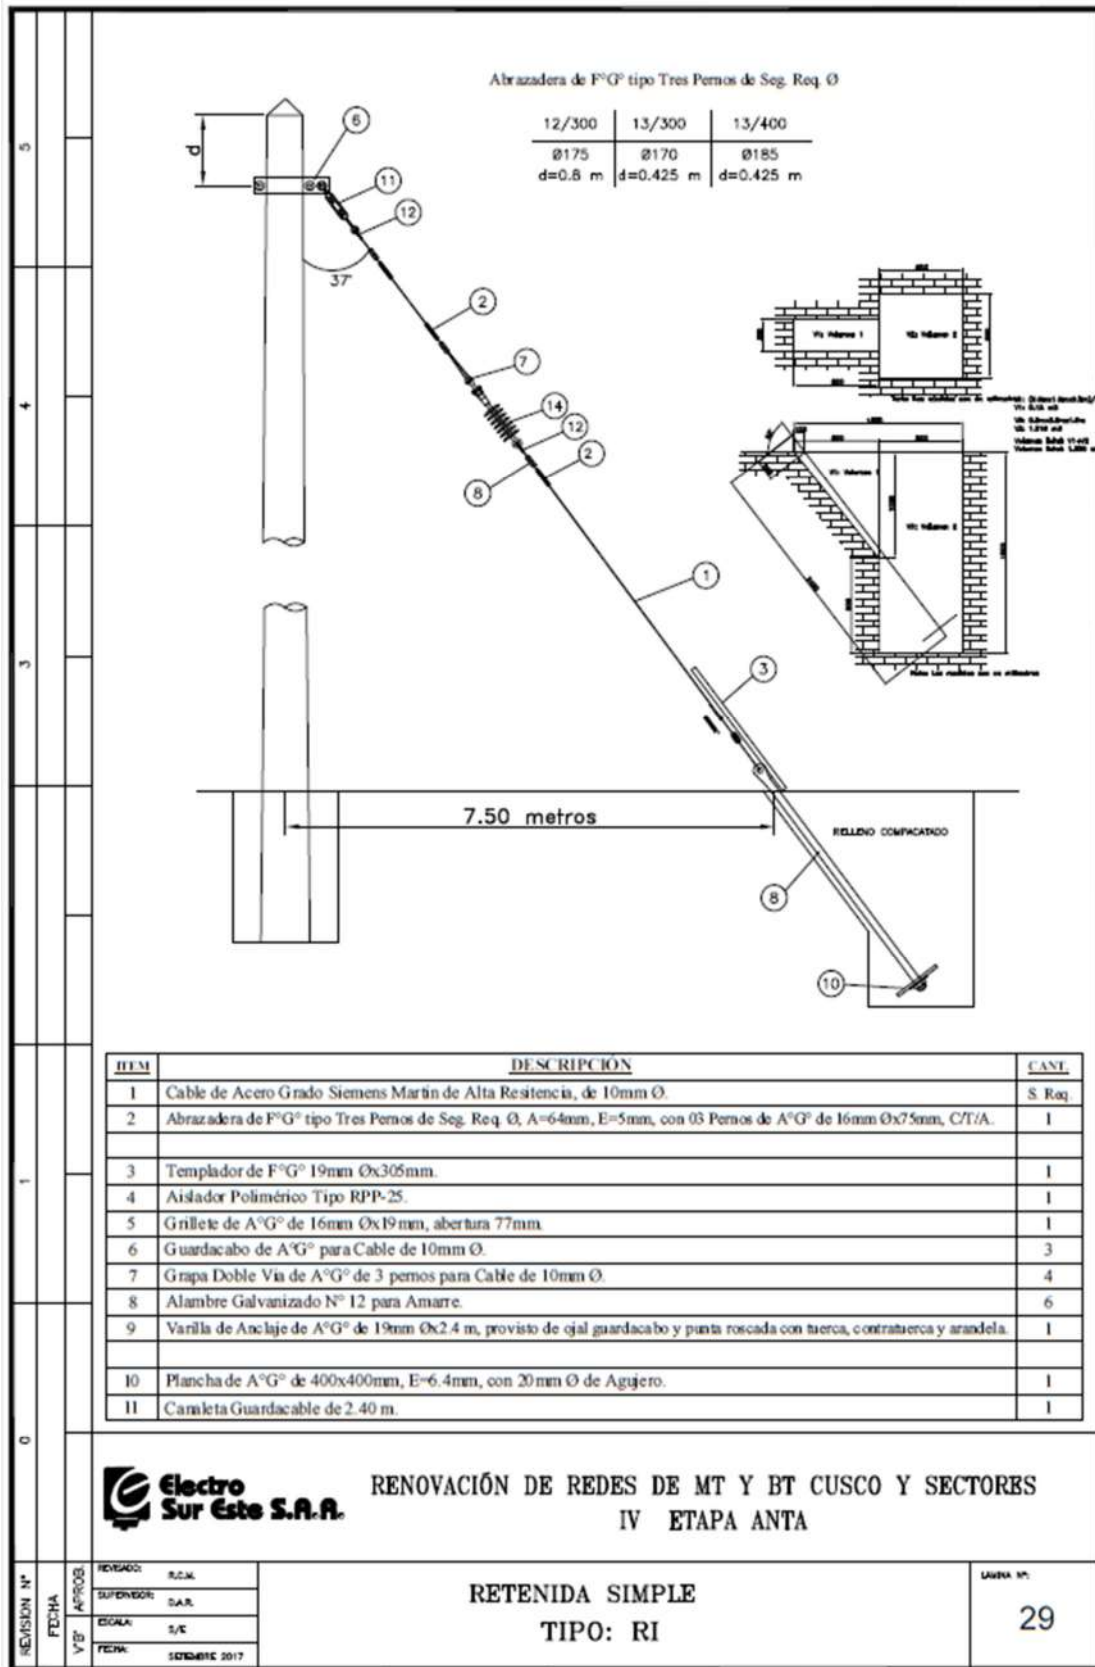 Abrazadera de F°G° tipo Tres Pernos de Seg. Req. Ø
12/300 13/300 13/400
Ø175 Ø170 Ø185
d=0.8 m d=0.425 m d=0.425 m
d
6
11
12
37°
2
7
14
12
2
8
1
3
7.50 metros
RELLENO COMPACATADO
8
10
ITEM DESCRIPCIÓN CANT.
1 Cable de Acero Grado Siemens Martin de Alta Resitencia, de 10mm Ø. S. Req.
2 Abrazadera de F°G° tipo Tres Pernos de Seg. Req. Ø, A=64mm, E=5mm, con 03 Pernos de A°G° de 16mm Øx75mm, C/T/A. 1
3 Templador de F°G° 19mm Øx305mm. 1
4 Aislador Polimérico Tipo RPP-25. 1
5 Grillete de A°G° de 16mm Øx19mm, abertura 77mm. 1
6 Guardacabo de A°G° para Cable de 10mm Ø. 3
7 Grapa Doble Via de A°G° de 3 pernos para Cable de 10mm Ø. 4
8 Alambre Galvanizado N° 12 para Amarre. 6
9 Varilla de Anclaje de A°G° de 19mm Øx2.4 m, provisto de ojal guardacabo y punta roscada con tuerca, contratuerca y arandela. 1
10 Plancha de A°G° de 400x400mm, E=6.4mm, con 20mm Ø de Agujero. 1
11 Canaleta Guardacable de 2.40 m. 1
Electro
Sur Este S.A.A.
RENOVACIÓN DE REDES DE MT Y BT CUSCO Y SECTORES
IV ETAPA ANTA
REVISADO: R.C.M.
SUPERVISOR: D.A.R.
ESCALA: S/E
FECHA: SETIEMBRE 2017
RETENIDA SIMPLE
TIPO: RI
LAMINA N°:
29
5
4
3
1
0
REVISION N°
FECHA
V°B° APROB.